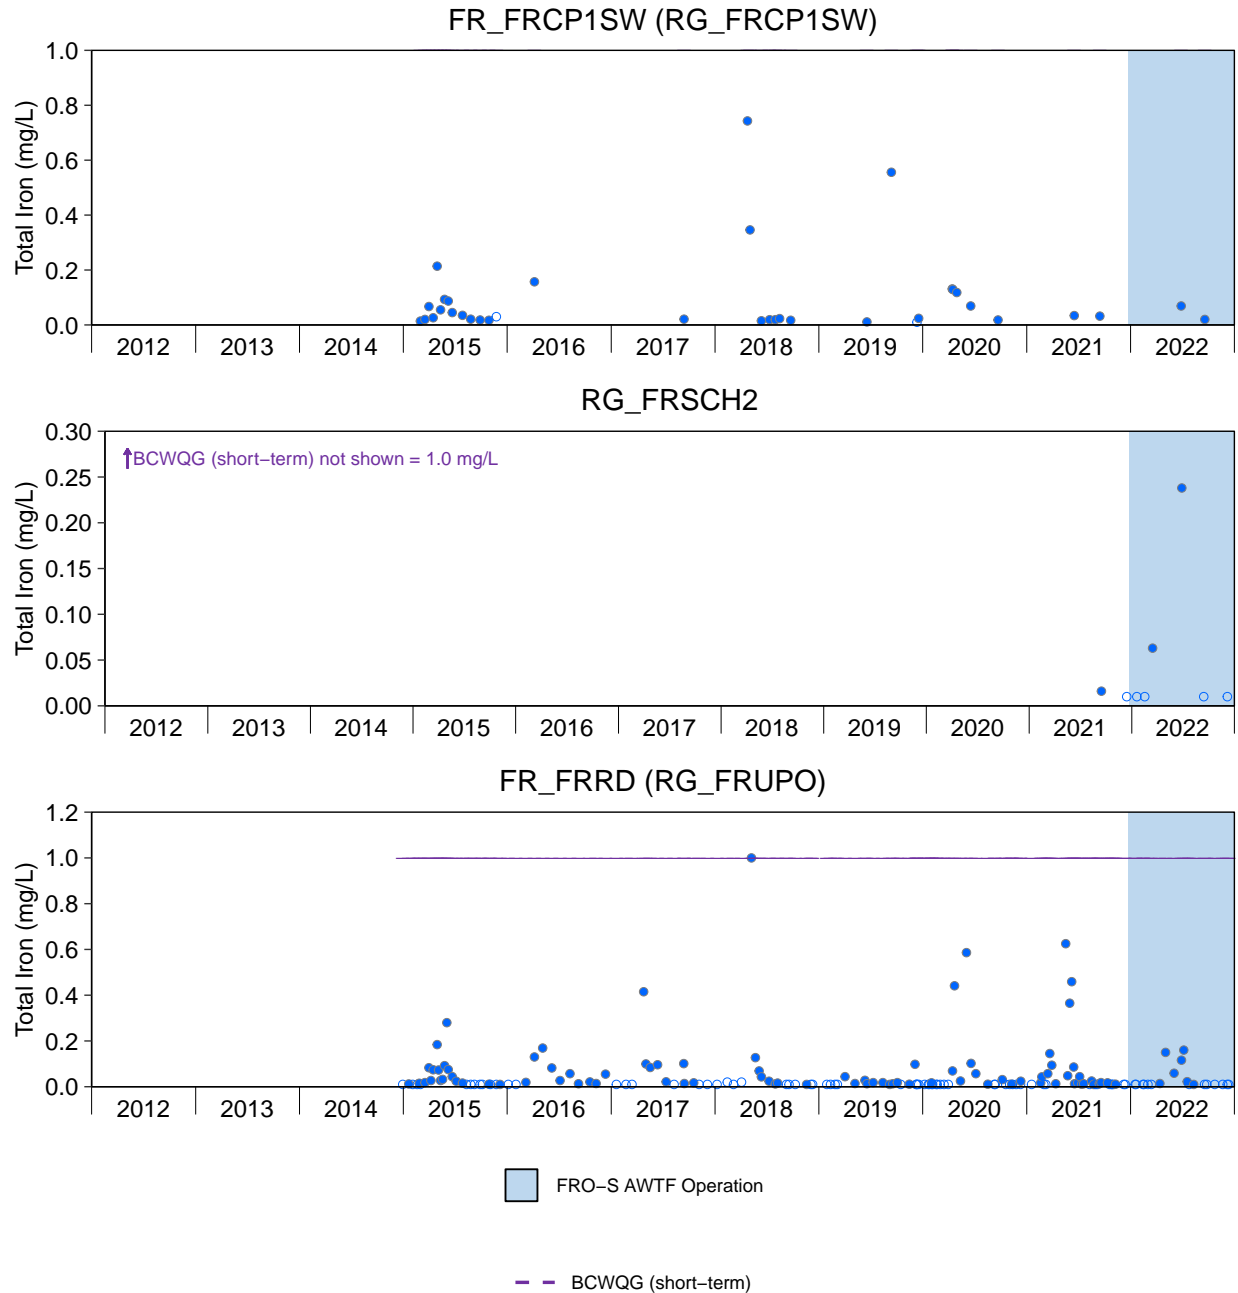 FR_FRCP1SW (RG_FRCP1SW)
1.0
0.8
0.6
0.4
0.2
0.0
Total Iron (mg/L)
2012 2013 2014 2015 2016 2017 2018 2019 2020 2021 2022
RG_FRSCH2
0.30
0.25
0.20
0.15
0.10
0.05
0.00
Total Iron (mg/L)
BCWQG (short−term) not shown = 1.0 mg/L
2012 2013 2014 2015 2016 2017 2018 2019 2020 2021 2022
FR_FRRD (RG_FRUPO)
1.2
1.0
0.8
0.6
0.4
0.2
0.0
Total Iron (mg/L)
2012 2013 2014 2015 2016 2017 2018 2019 2020 2021 2022
FRO−S AWTF Operation
BCWQG (short−term)